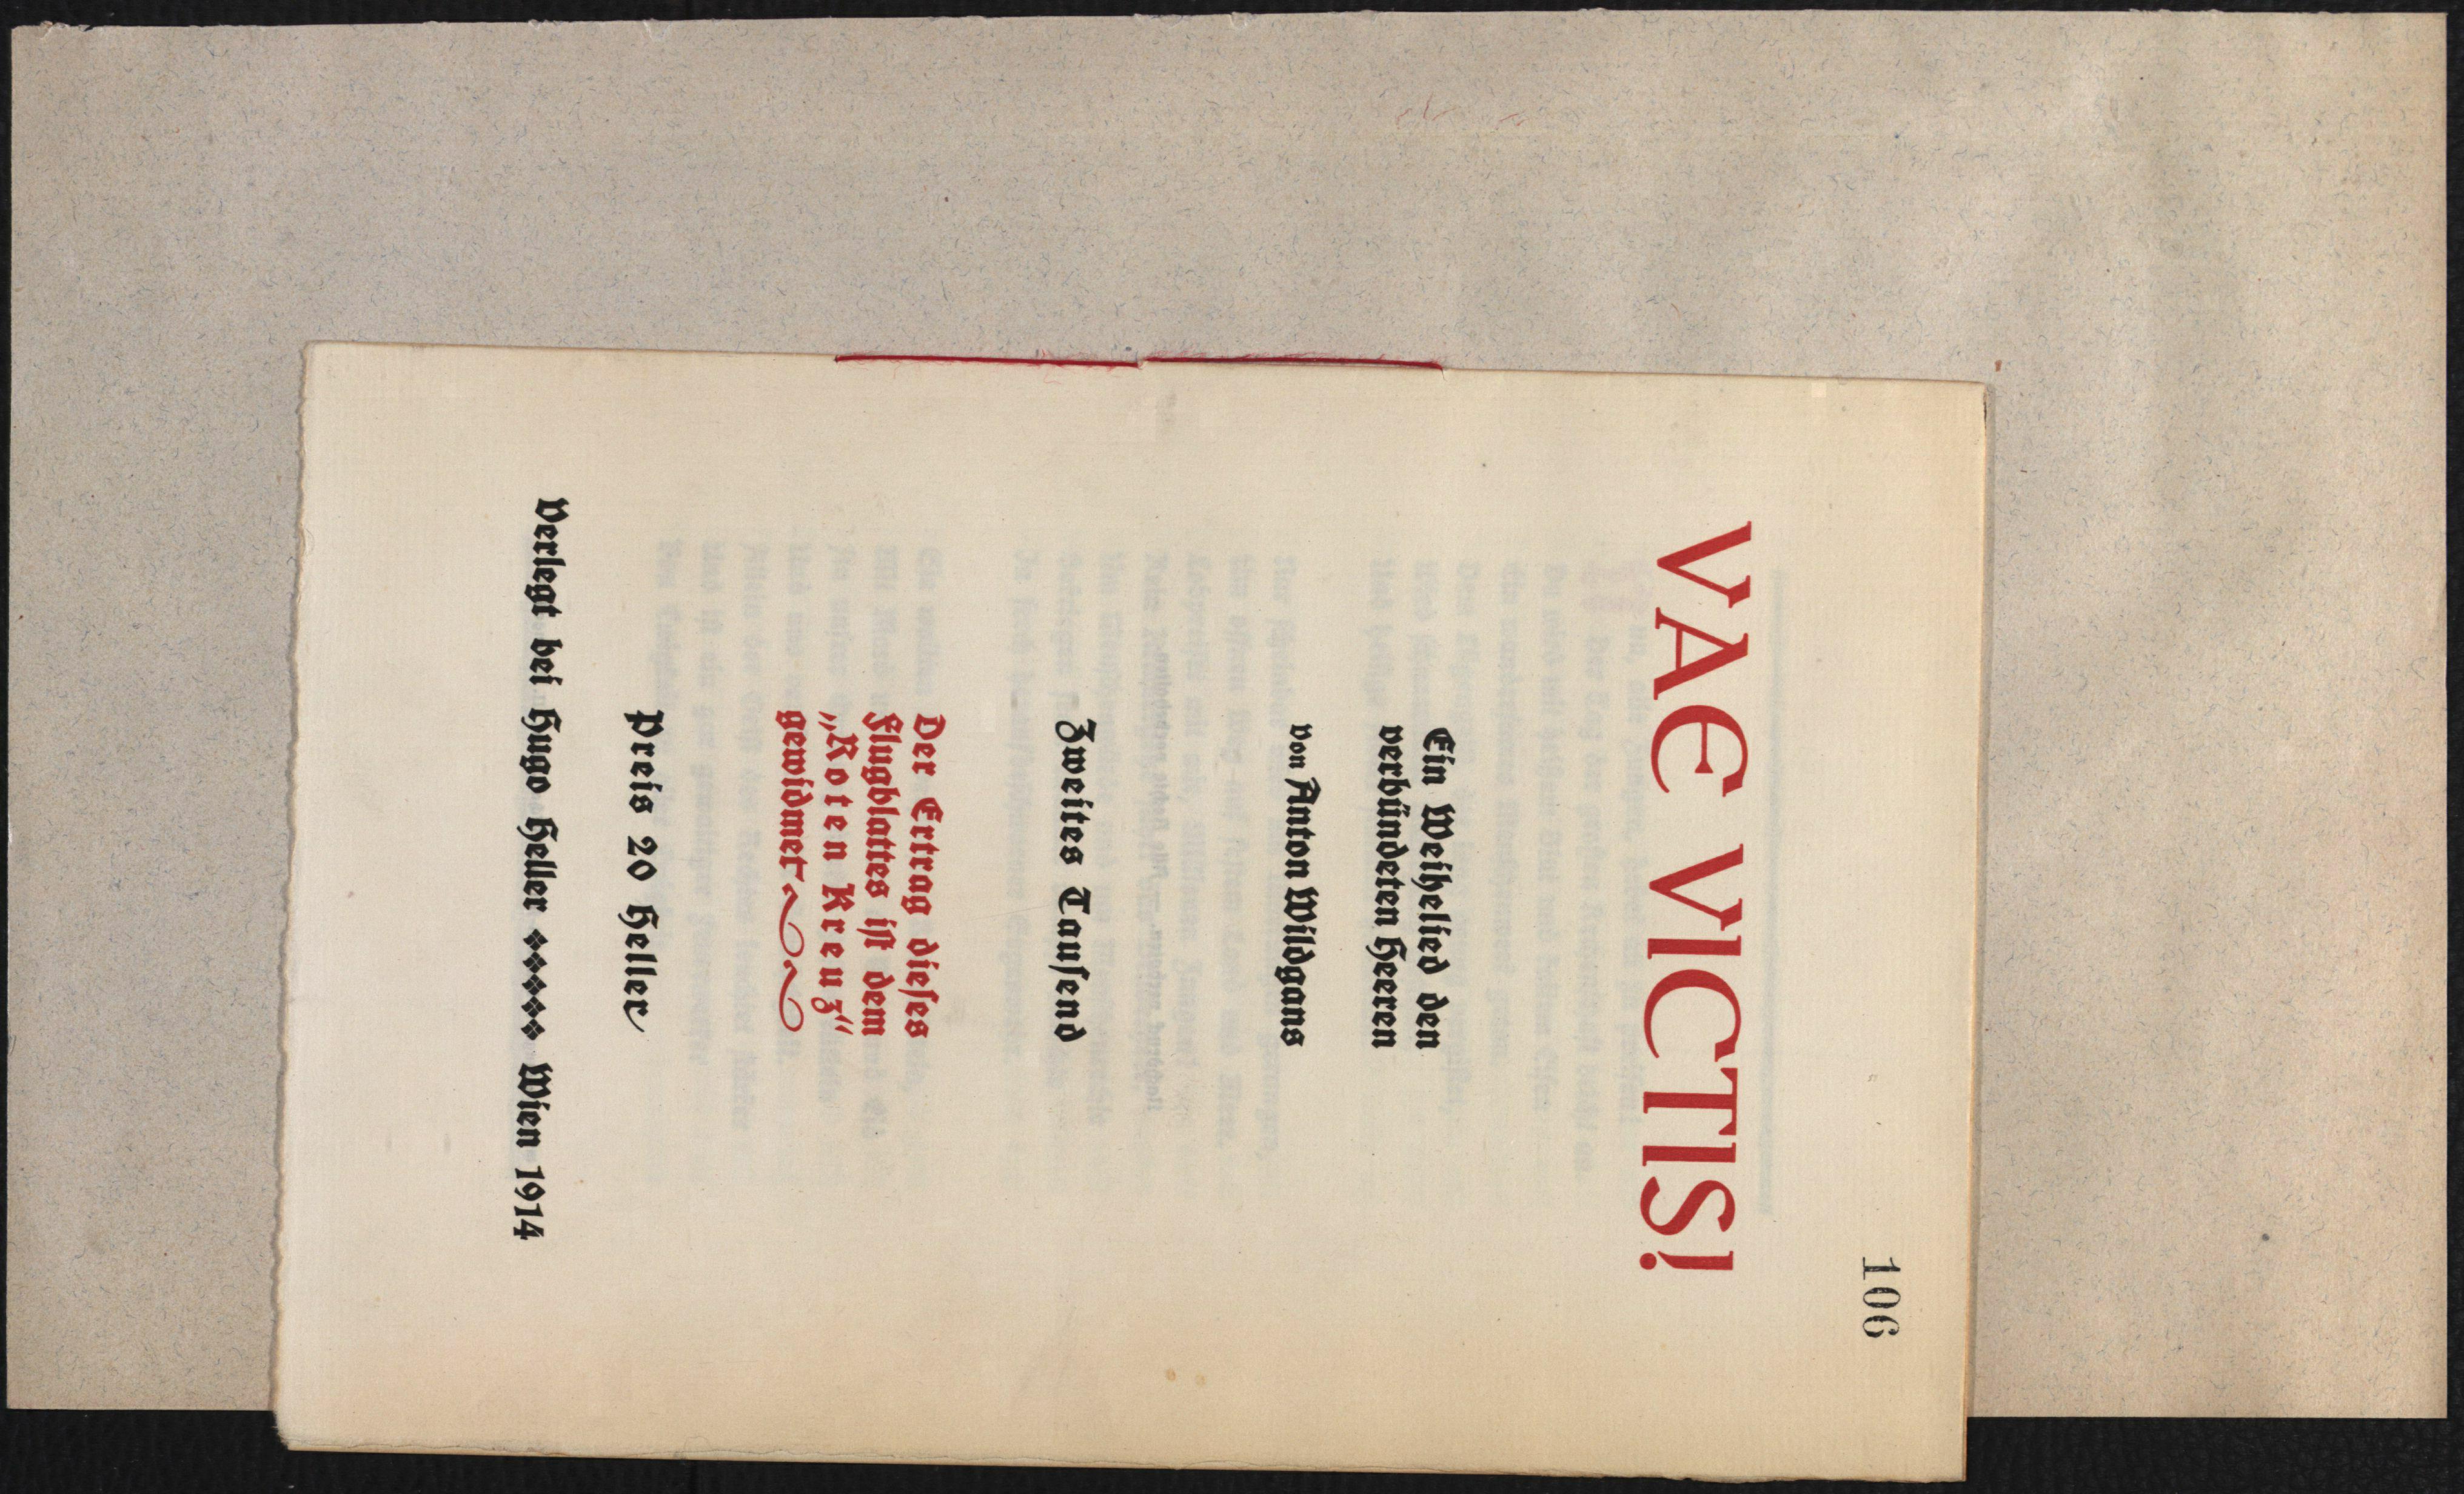 106
VAE VICTIS!
Ein Weihelied den
verbündeten Heeren
von Anton Wildgans
Zweites Tausend
Der Ertrag dieses
Flugblattes ist dem
„Roten Kreuz“
gewidmet
Preis 20 Heller
Verlegt bei Hugo Heller ❖❖❖❖❖ Wien 1914